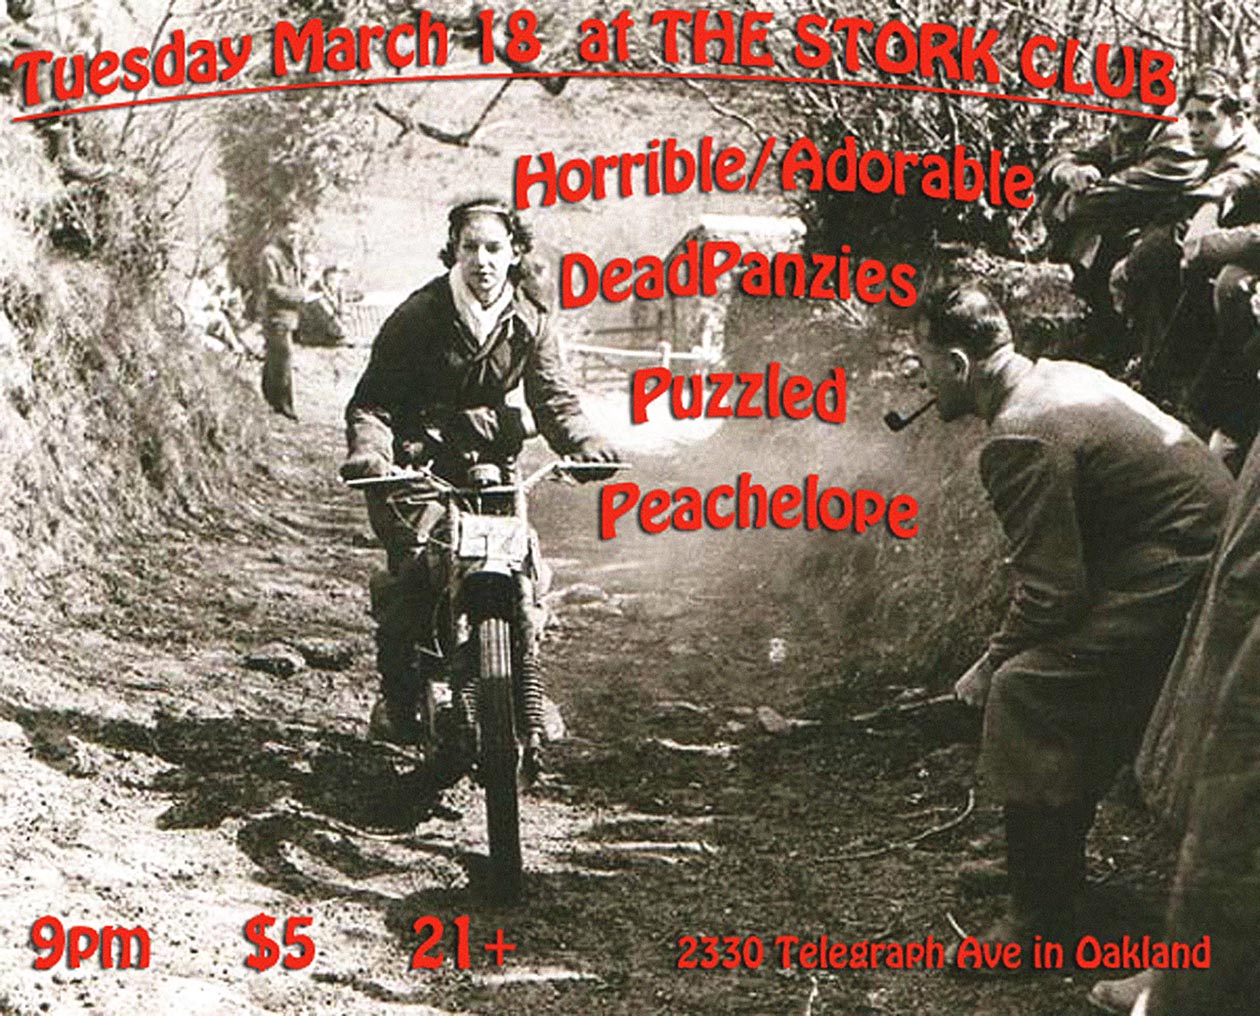 Tuesday March 18 at THE STORK CLUB
Horrible/Adorable
DeadPanzies
Puzzled
Peachelope
9pm $5 21+ 2330 Telegraph Ave in Oakland